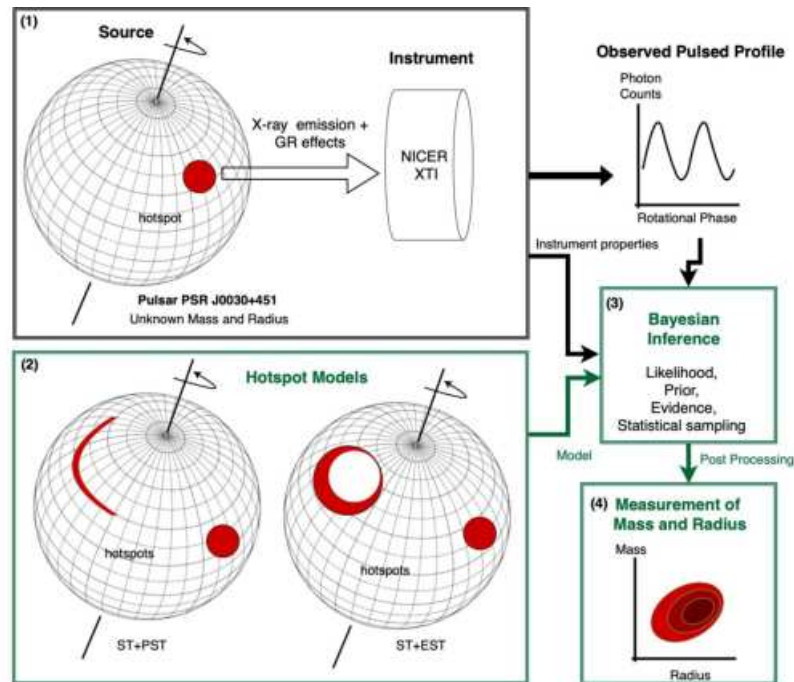 (1)
Source
Instrument
X-ray emission +
GR effects
NICER
XTI
hotspot
Pulsar PSR J0030+451
Unknown Mass and Radius
Observed Pulsed Profile
Photon
Counts
Rotational Phase
Instrument properties
(2)
Hotspot Models
hotspots
ST+PST
hotspots
ST+EST
Model
(3)
Bayesian
Inference
Likelihood,
Prior,
Evidence,
Statistical sampling
Post Processing
(4)
Measurement of
Mass and Radius
Mass
Radius